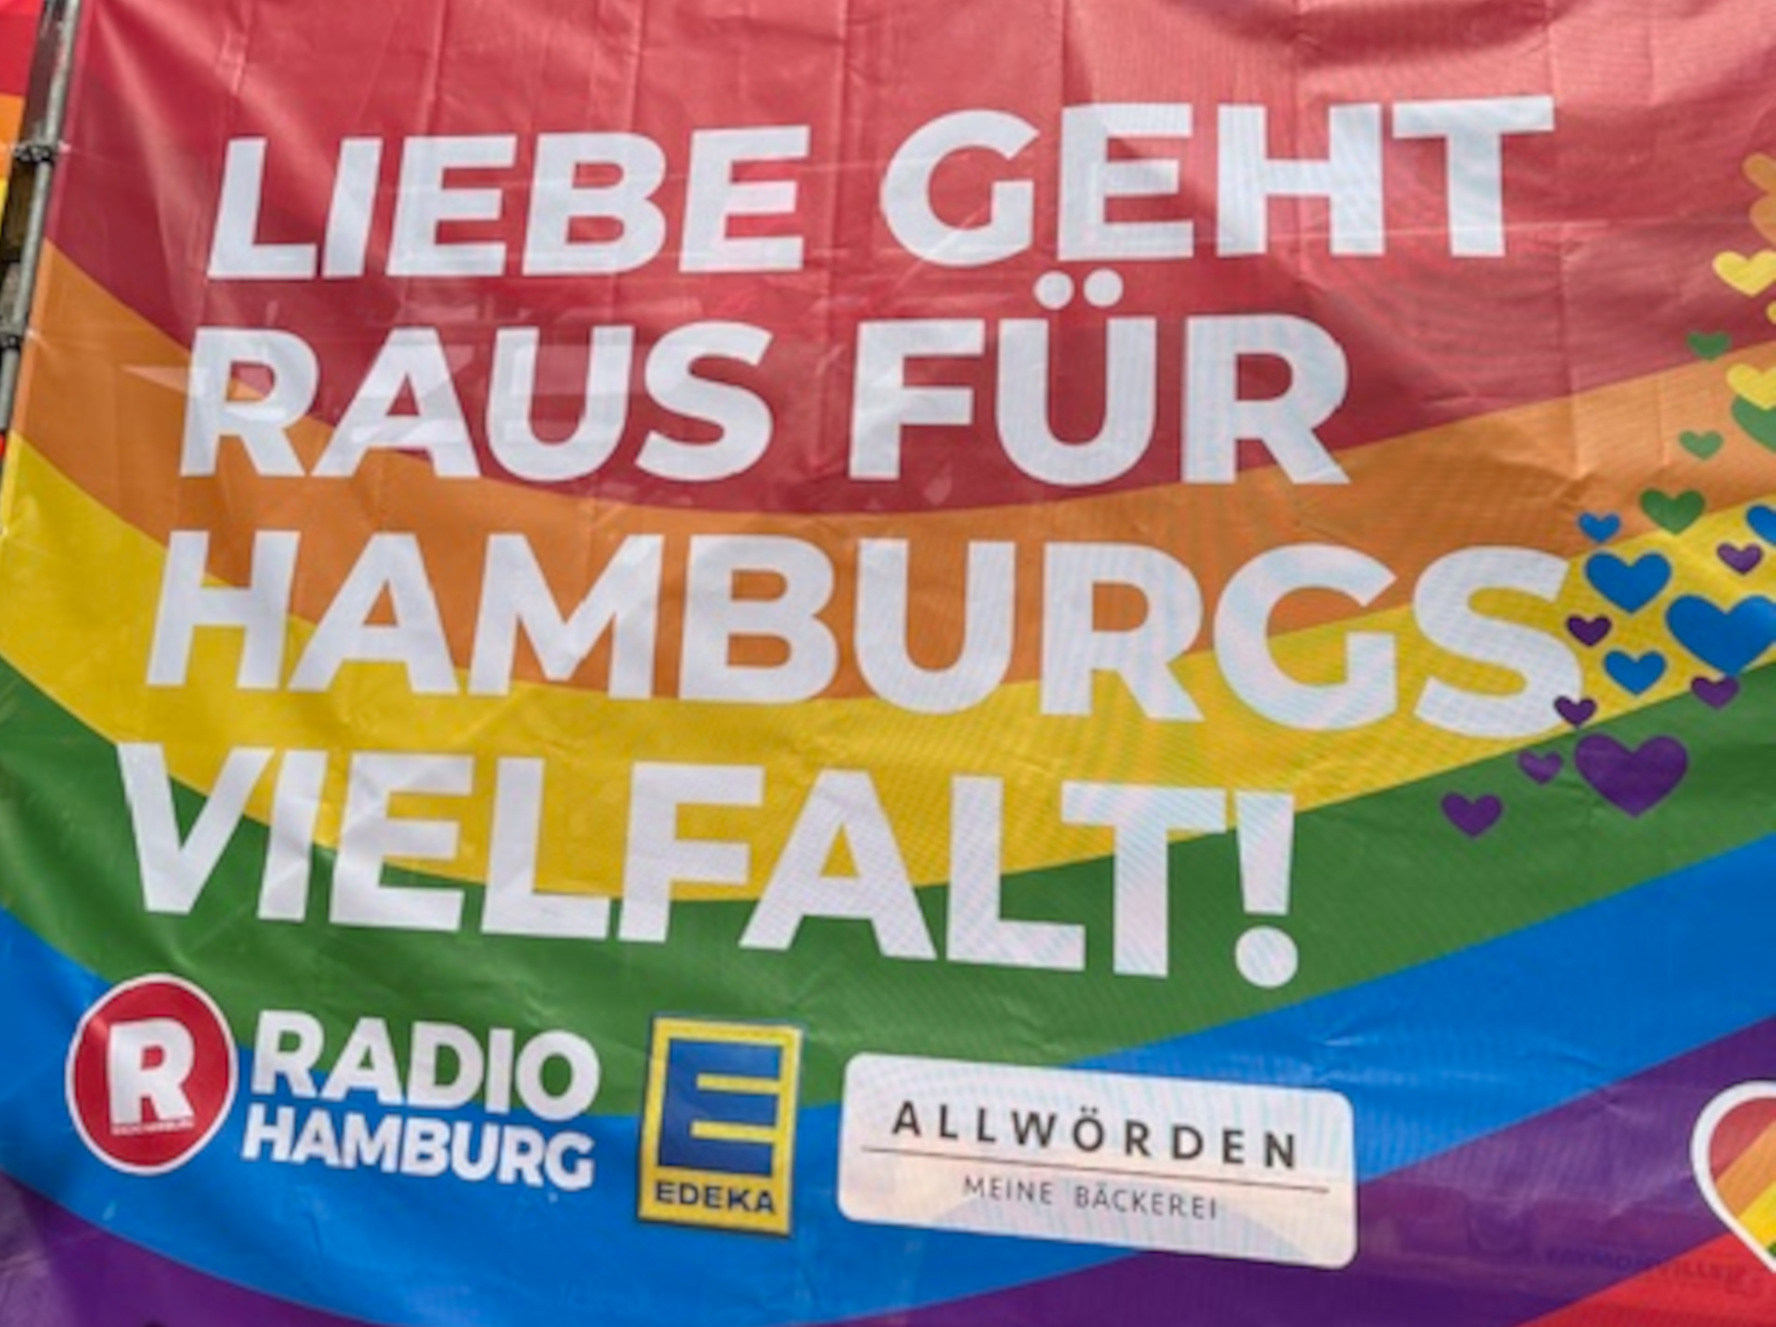 LIEBE GEHT
RAUS FÜR
HAMBURGS
VIELFALT!
R RADIO
HAMBURG
E
EDEKA
ALLWÖRDEN
MEINE BÄCKEREI